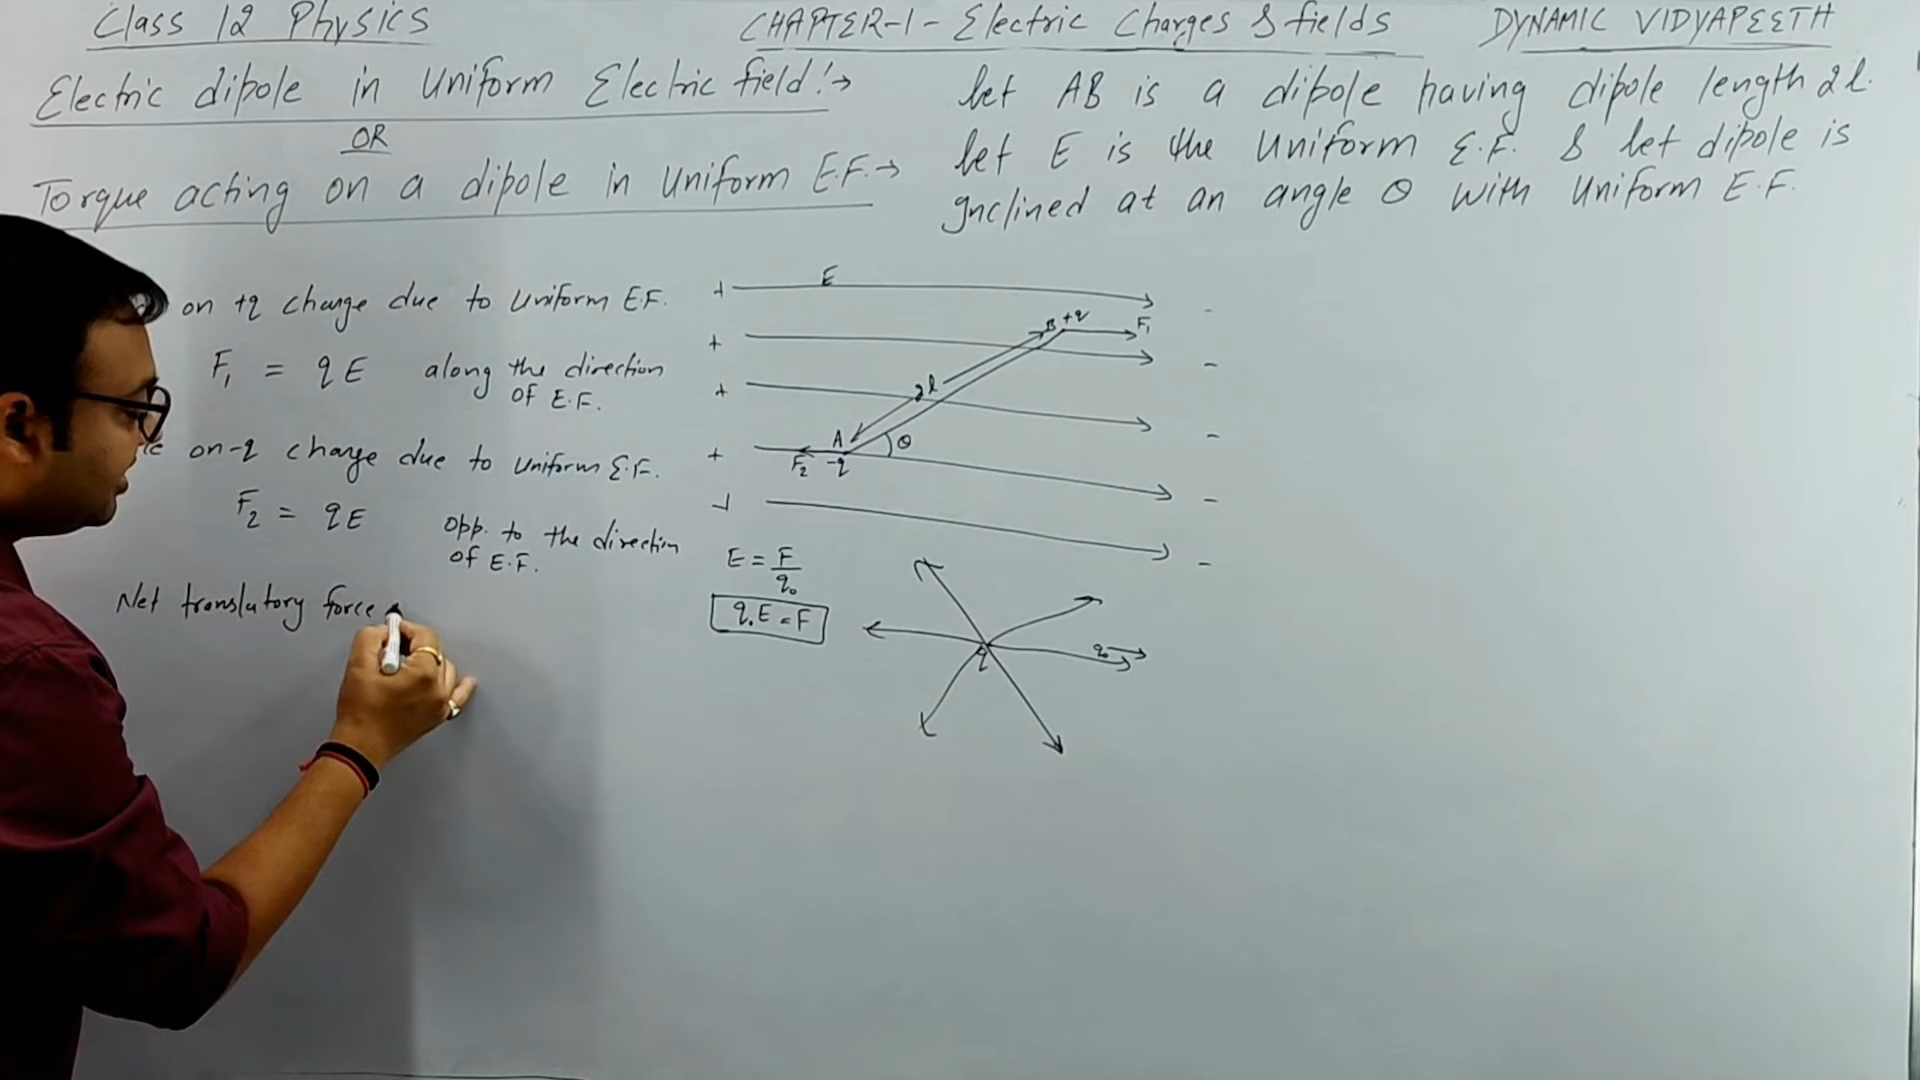 Class 12 Physics
CHAPTER-1 - Electric Charges & fields
DYNAMIC VIDYAPEETH
Electric dipole in Uniform Electric field:→
OR
Torque acting on a dipole in uniform E.F.→
let AB is a dipole having dipole length 2l.
let E is the Uniform E.F. & let dipole is
Inclined at an angle θ with Uniform E.F.
on +q charge due to Uniform E.F.
F₁ = qE along the direction
of E.F.
on -q charge due to Uniform E.F.
F₂ = qE opp. to the direction
of E.F.
Net translatory force
+ E -
B +q F₁
+ -
2l
+ -
A θ
+ F₂ -q -
+ -
E = F/q₀
q₀E = F
q
q₀